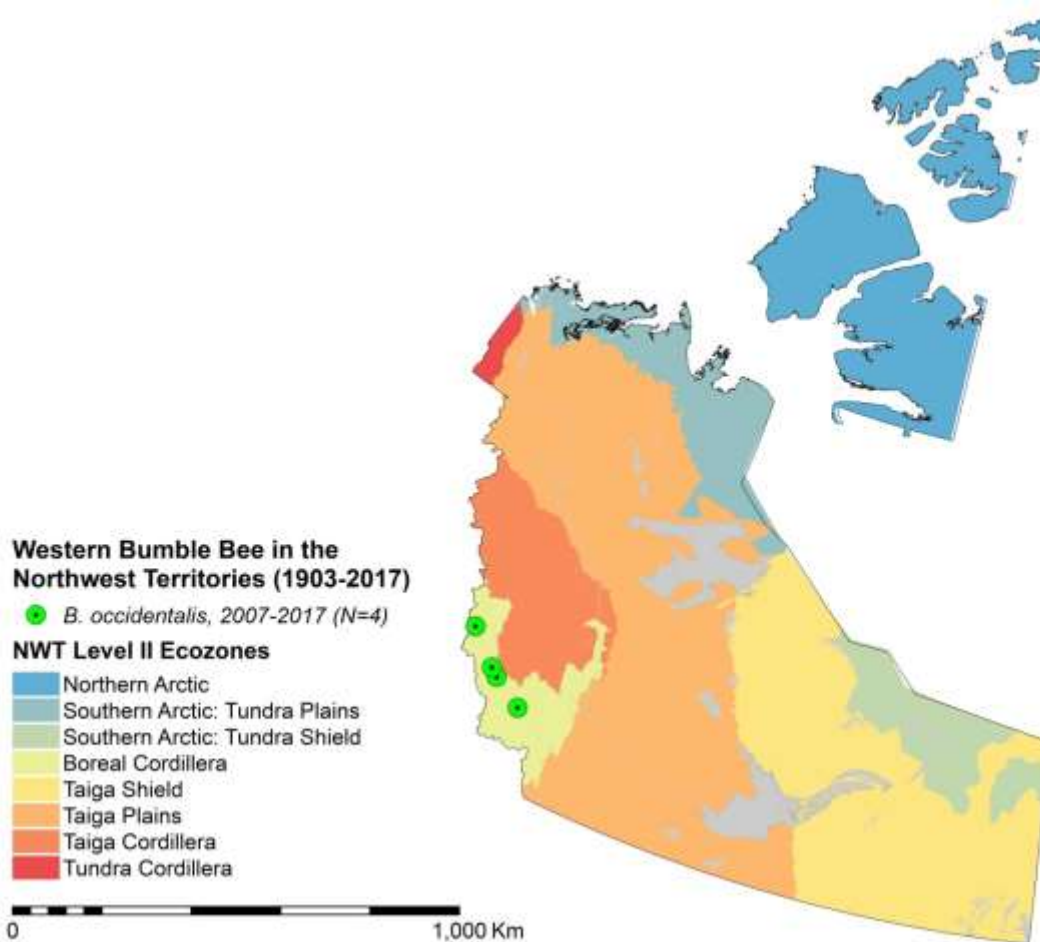 Western Bumble Bee in the
Northwest Territories (1903-2017)
B. occidentalis, 2007-2017 (N=4)
NWT Level II Ecozones
Northern Arctic
Southern Arctic: Tundra Plains
Southern Arctic: Tundra Shield
Boreal Cordillera
Taiga Shield
Taiga Plains
Taiga Cordillera
Tundra Cordillera
0 1,000 Km